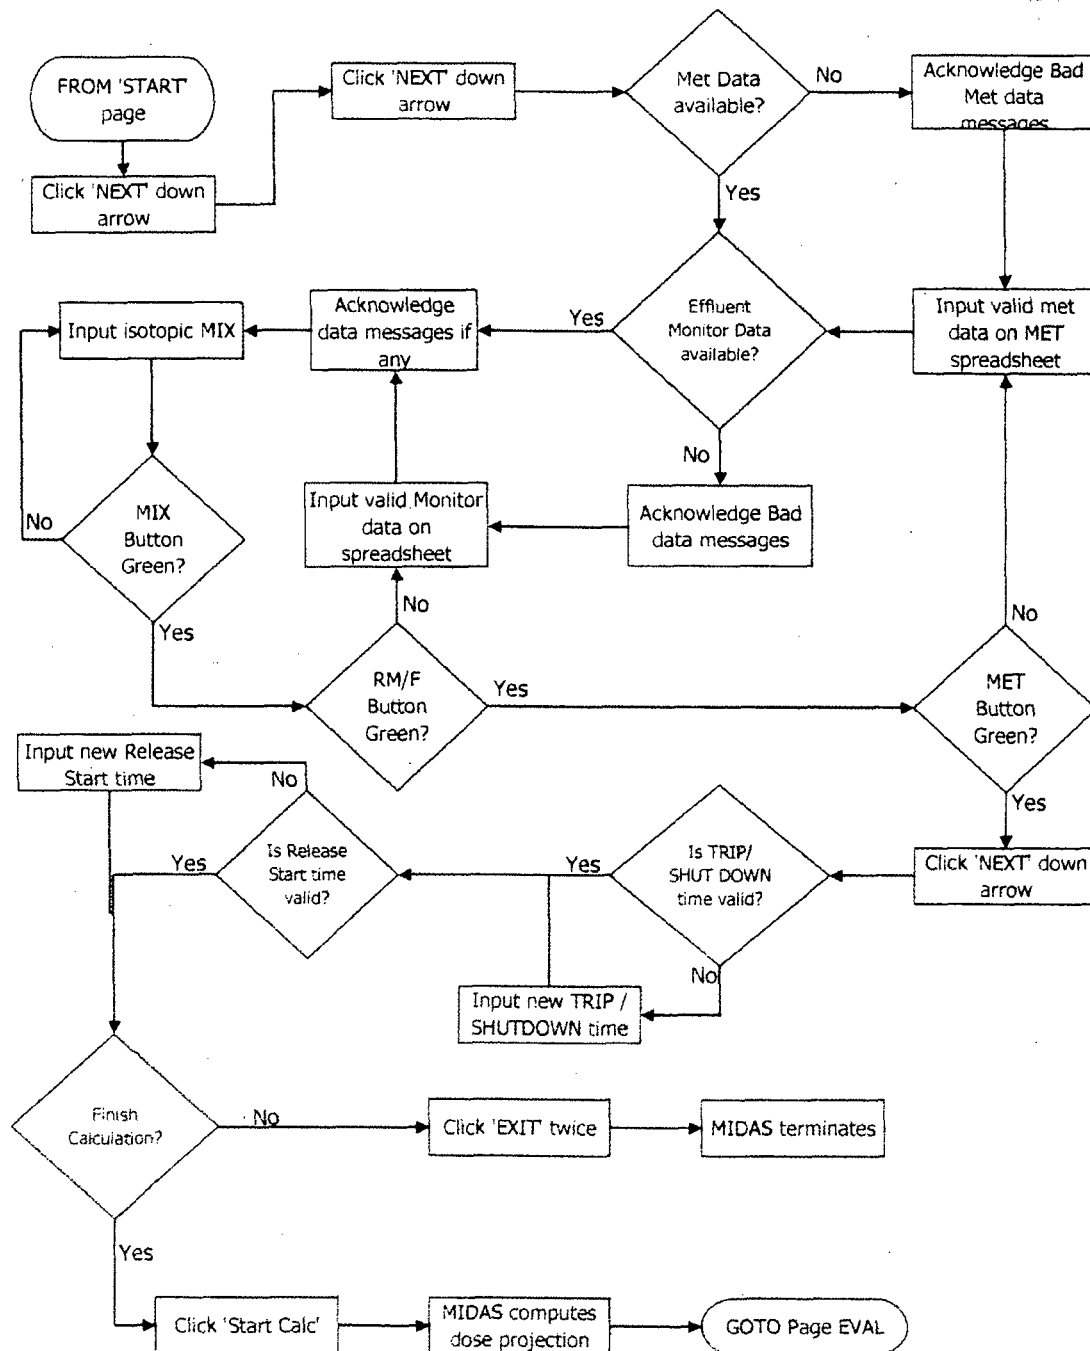 FROM 'START'
page
Click 'NEXT' down
arrow
Click 'NEXT' down
arrow
Met Data
available?
No
Acknowledge Bad
Met data
messages
Yes
Effluent
Monitor Data
available?
Input valid met
data on MET
spreadsheet
Yes
Acknowledge
data messages if
any
Input isotopic MIX
No
Acknowledge Bad
data messages
Input valid Monitor
data on
spreadsheet
No
MIX
Button
Green?
Yes
No
RM/F
Button
Green?
Yes
No
MET
Button
Green?
Yes
Click 'NEXT' down
arrow
Is TRIP/
SHUT DOWN
time valid?
Yes
No
Input new TRIP /
SHUTDOWN time
Is Release
Start time
valid?
No
Input new Release
Start time
Yes
Finish
Calculation?
No
Click 'EXIT' twice
MIDAS terminates
Yes
Click 'Start Calc'
MIDAS computes
dose projection
GOTO Page EVAL